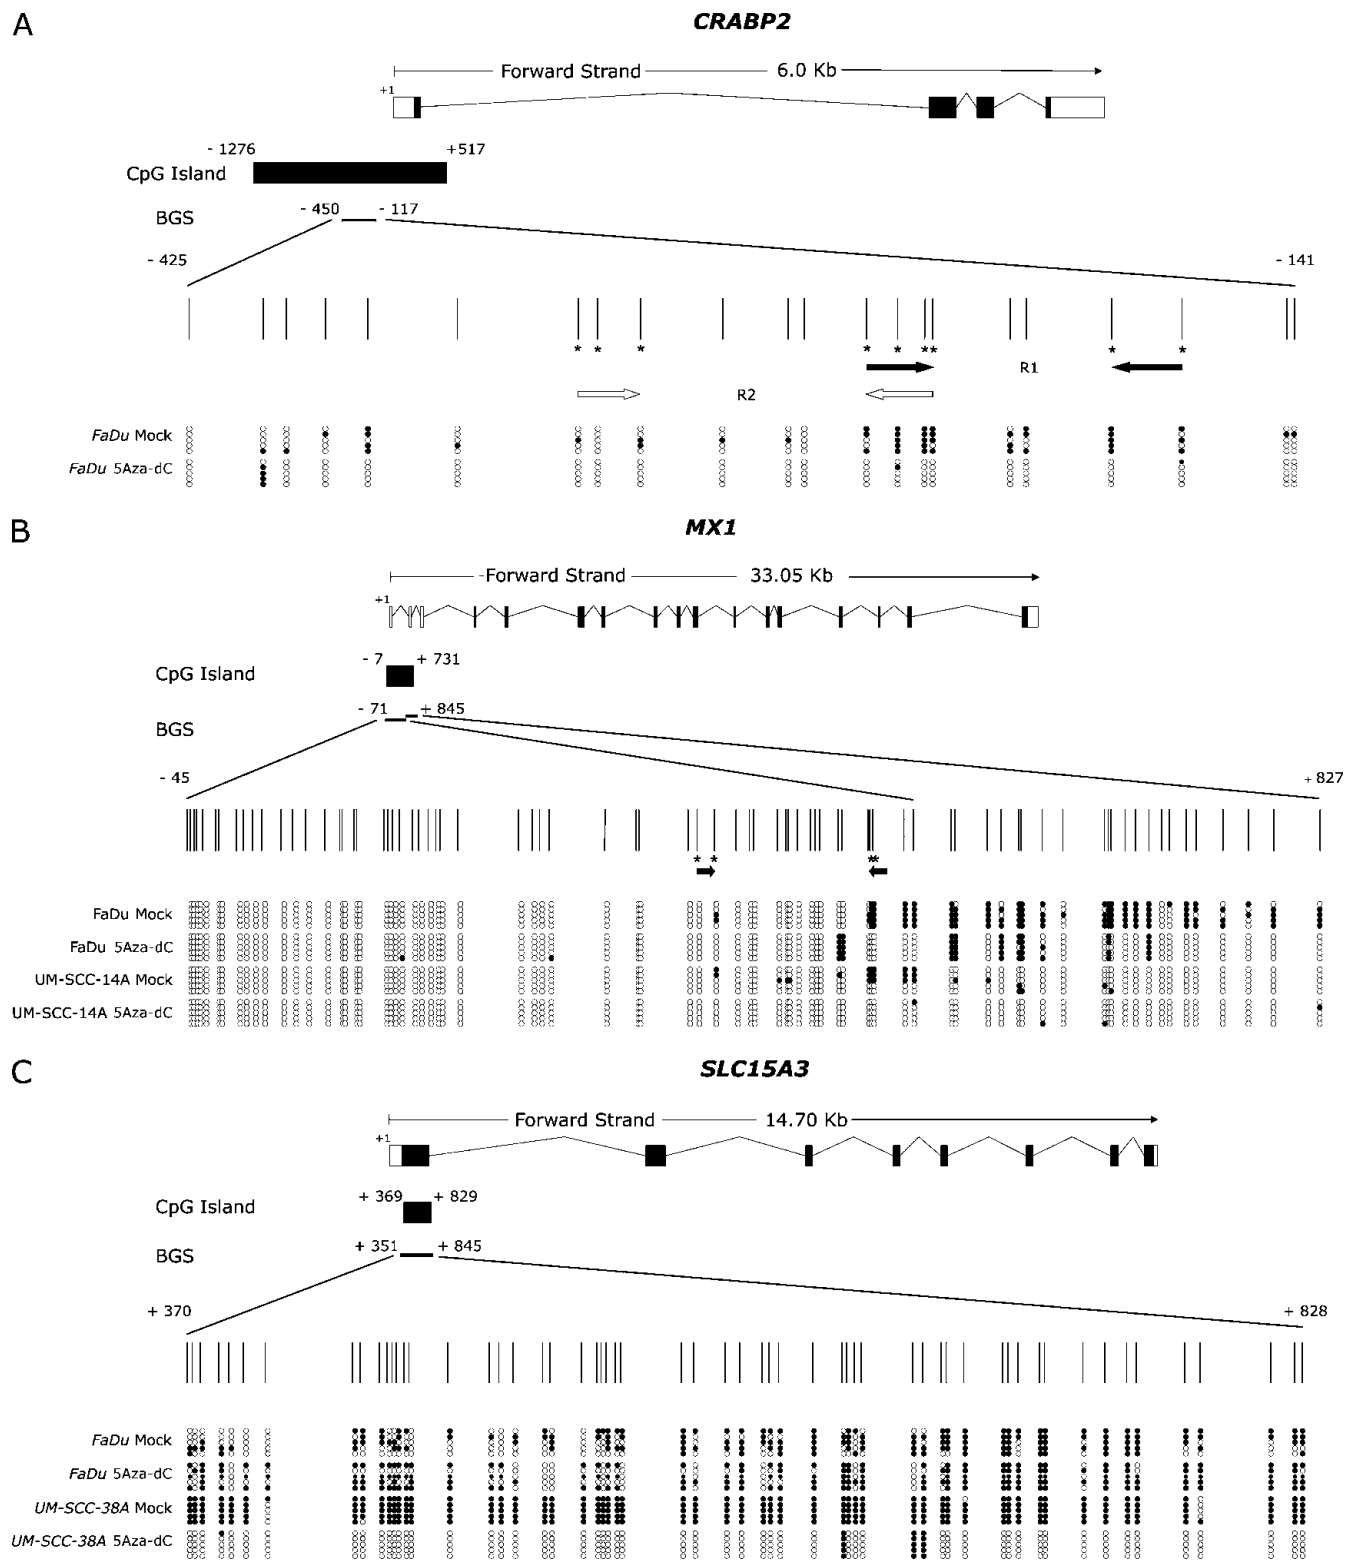 A
CRABP2
Forward Strand 6.0 Kb
+1
- 1276 +517
CpG Island
BGS - 450 - 117
- 425 - 141
* * * * * * * * *
R1
R2
FaDu Mock
FaDu 5Aza-dC
B
MX1
-Forward Strand 33.05 Kb
+1
- 7 + 731
CpG Island
- 71 + 845
BGS
- 45 + 827
* * **
FaDu Mock
FaDu 5Aza-dC
UM-SCC-14A Mock
UM-SCC-14A 5Aza-dC
C
SLC15A3
Forward Strand 14.70 Kb
+1
+ 369 + 829
CpG Island
+ 351 + 845
BGS
+ 370 + 828
FaDu Mock
FaDu 5Aza-dC
UM-SCC-38A Mock
UM-SCC-38A 5Aza-dC